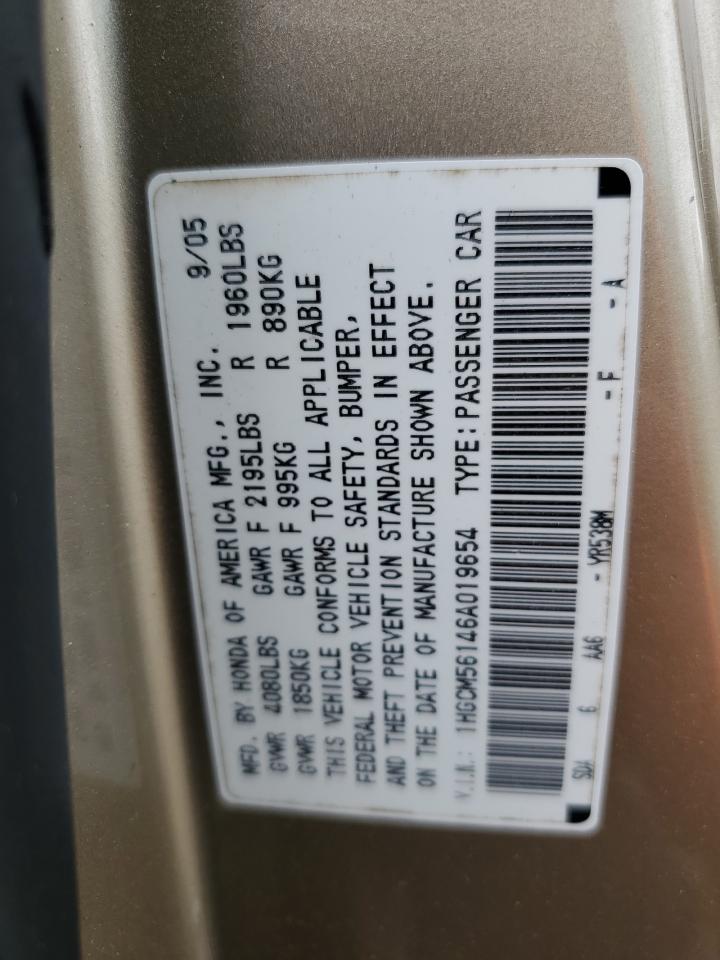 MFD. BY HONDA OF AMERICA MFG., INC. 9/05
GVWR 4080LBS GAWR F 2195LBS R 1960LBS
GVWR 1850KG GAWR F 995KG R 890KG
THIS VEHICLE CONFORMS TO ALL APPLICABLE
FEDERAL MOTOR VEHICLE SAFETY, BUMPER,
AND THEFT PREVENTION STANDARDS IN EFFECT
ON THE DATE OF MANUFACTURE SHOWN ABOVE.
V.I.N.: 1HGCM56146A019654 TYPE: PASSENGER CAR
SDA 6 AA6 - YR538M - F - A